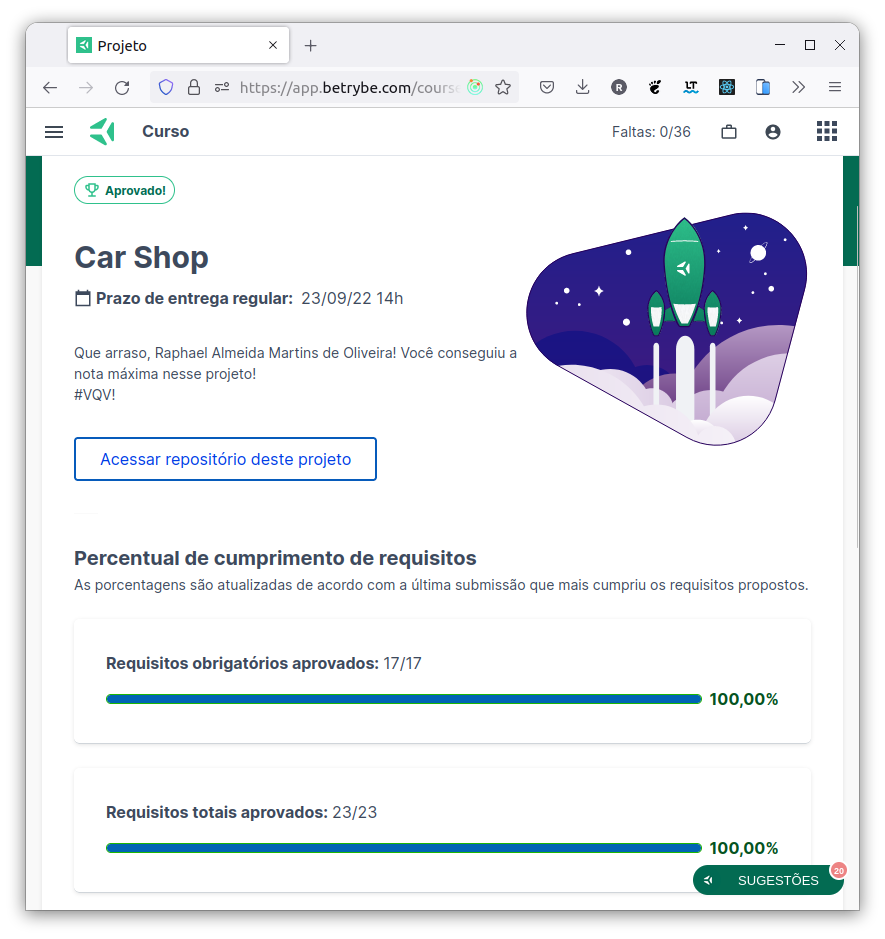 Projeto
https://app.betrybe.com/course
R
LT
Curso
Faltas: 0/36
Aprovado!
Car Shop
Prazo de entrega regular: 23/09/22 14h
Que arraso, Raphael Almeida Martins de Oliveira! Você conseguiu a
nota máxima nesse projeto!
#VQV!
Acessar repositório deste projeto
Percentual de cumprimento de requisitos
As porcentagens são atualizadas de acordo com a última submissão que mais cumpriu os requisitos propostos.
Requisitos obrigatórios aprovados: 17/17
100,00%
Requisitos totais aprovados: 23/23
100,00%
SUGESTÕES
20